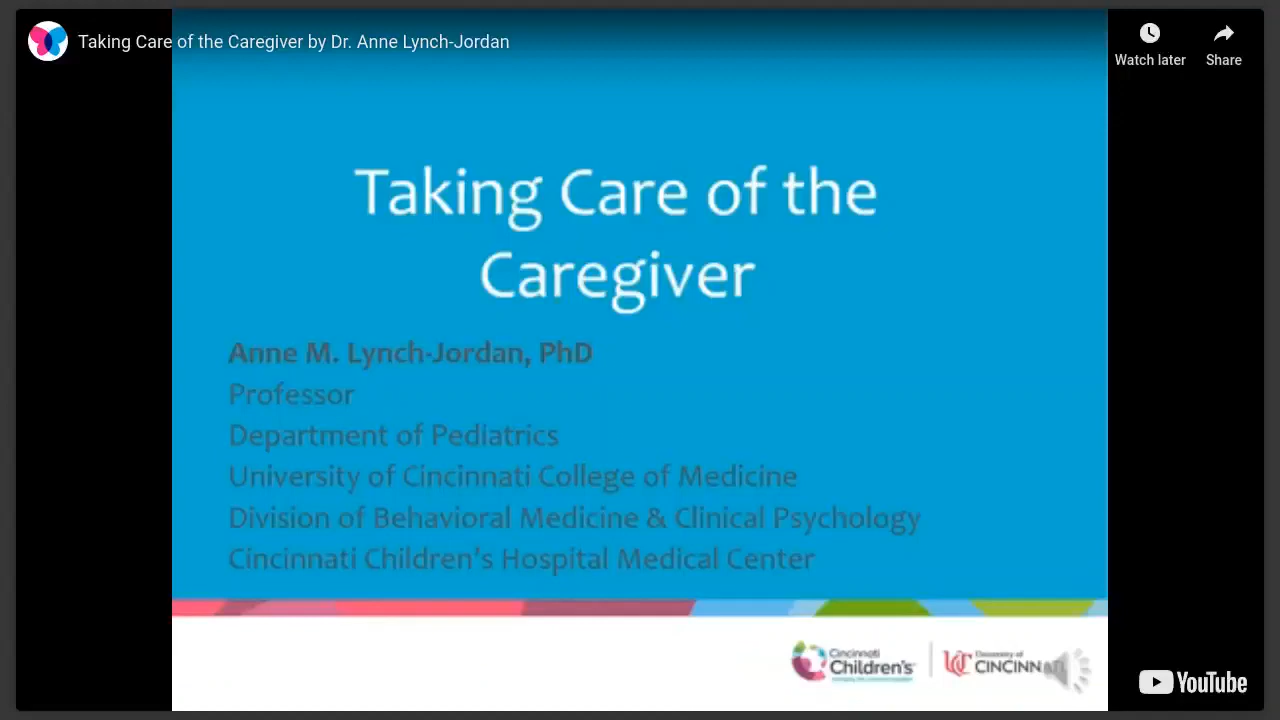 Taking Care of the Caregiver by Dr. Anne Lynch-Jordan
Watch later
Share
Taking Care of the
Caregiver
Anne M. Lynch-Jordan, PhD
Professor
Department of Pediatrics
University of Cincinnati College of Medicine
Division of Behavioral Medicine & Clinical Psychology
Cincinnati Children's Hospital Medical Center
Cincinnati
Children's
University of
YouTube